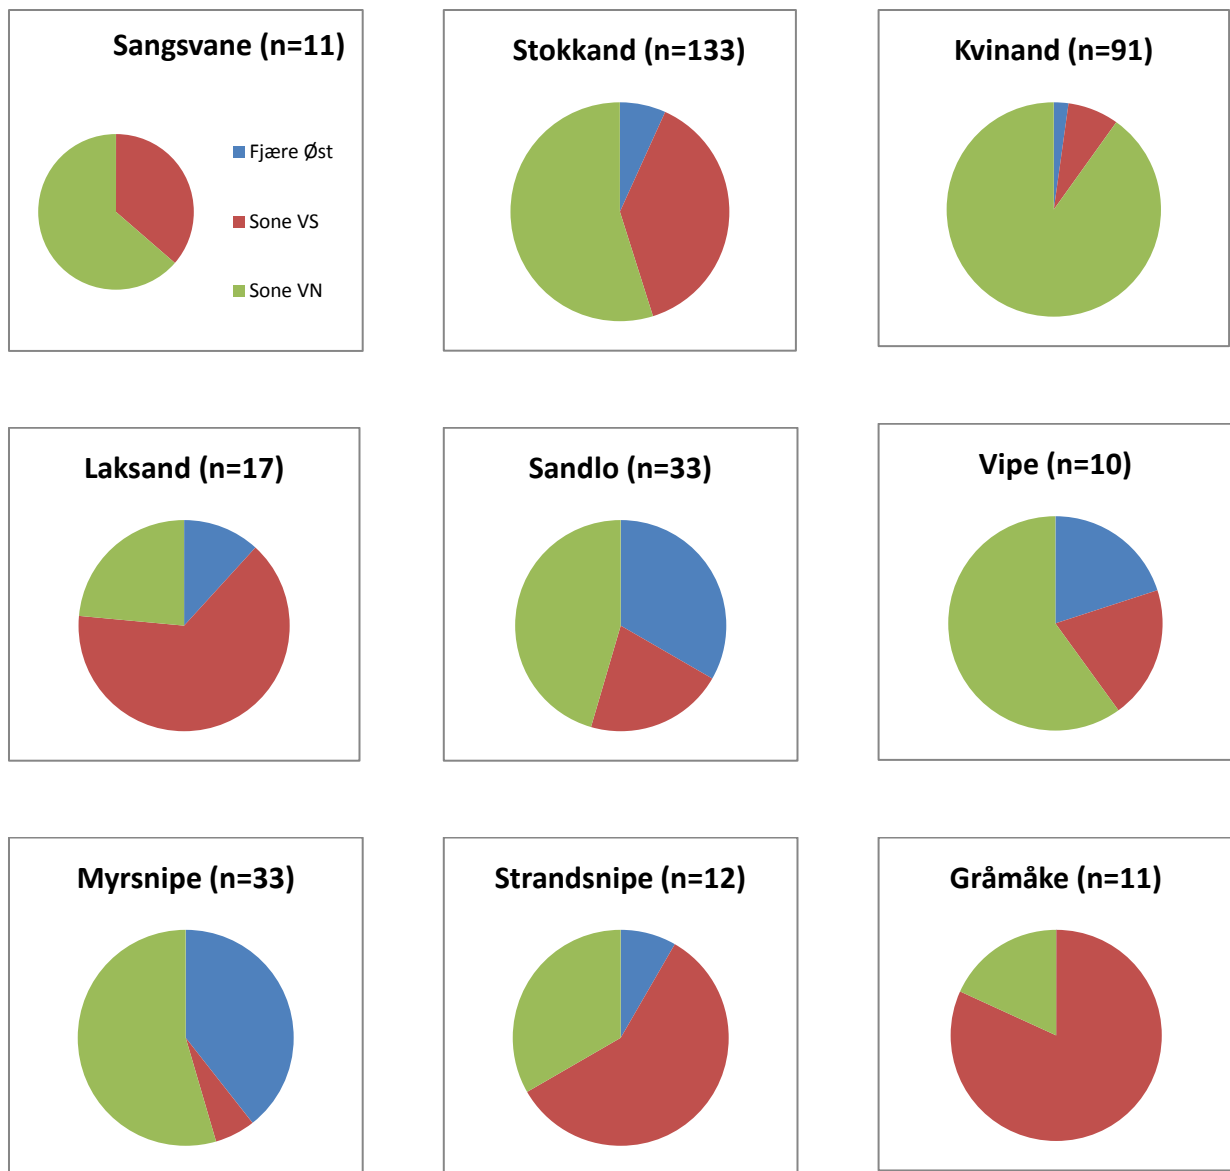 Sangsvane (n=11)
Fjære Øst
Sone VS
Sone VN
Stokkand (n=133)
Kvinand (n=91)
Laksand (n=17)
Sandlo (n=33)
Vipe (n=10)
Myrsnipe (n=33)
Strandsnipe (n=12)
Gråmåke (n=11)